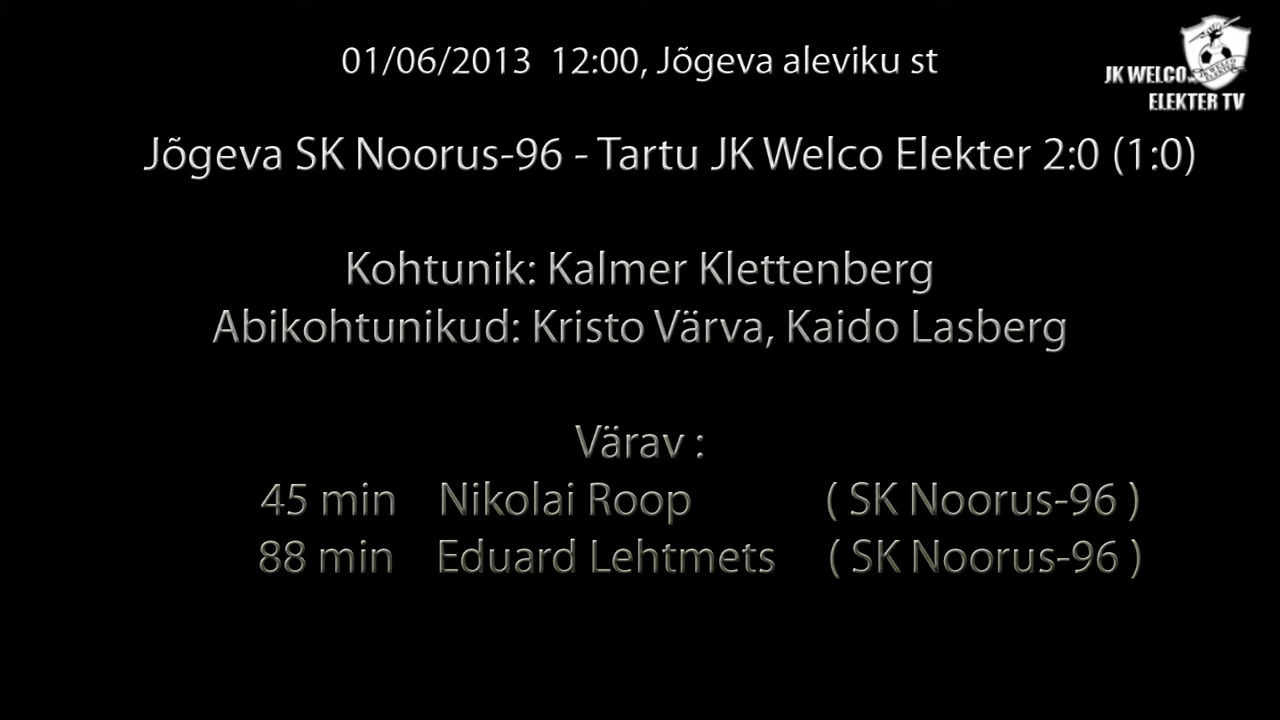 01/06/2013 12:00, Jõgeva aleviku st
JK WELCO
ELEKTER TV
Jõgeva SK Noorus-96 - Tartu JK Welco Elekter 2:0 (1:0)
Kohtunik: Kalmer Klettenberg
Abikohtunikud: Kristo Värva, Kaido Lasberg
Värav :
45 min Nikolai Roop ( SK Noorus-96 )
88 min Eduard Lehtmets ( SK Noorus-96 )